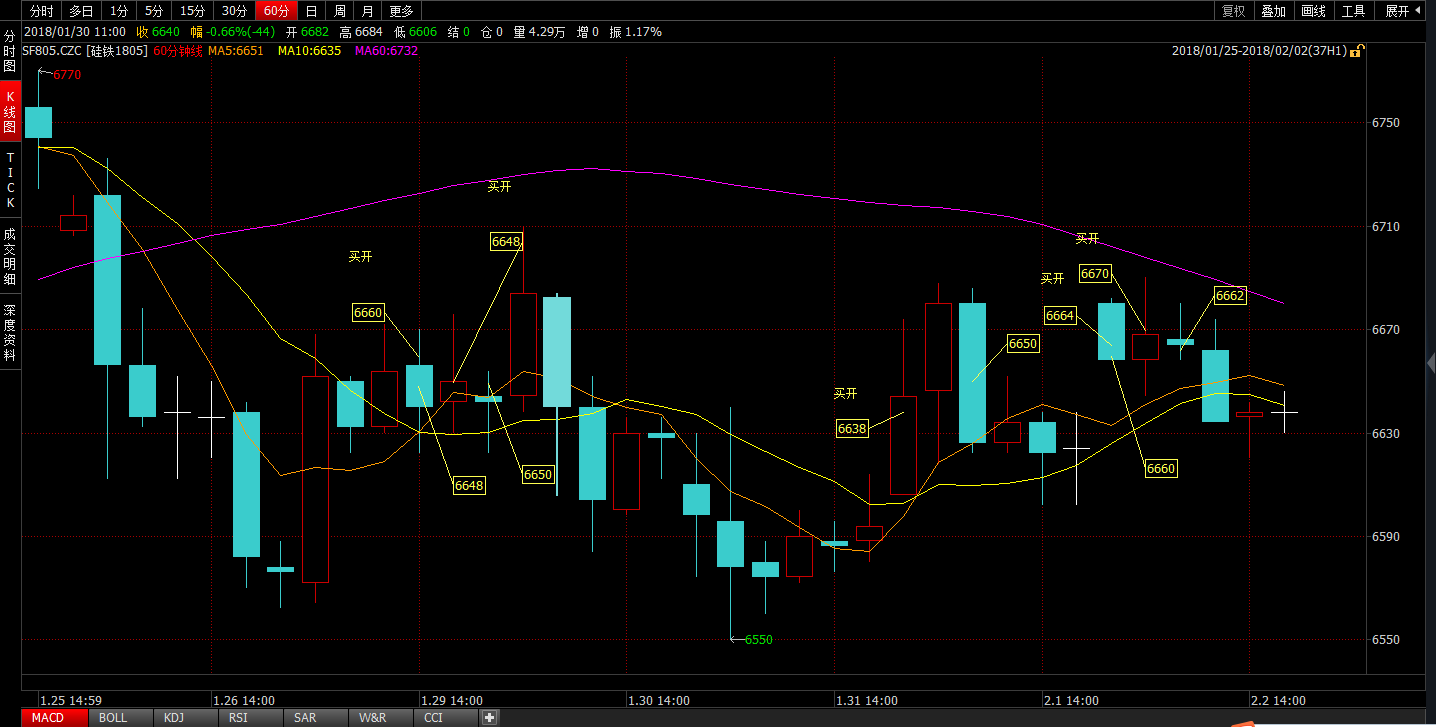 分时 多日 1分 5分 15分 30分 60分 日 周 月 更多 复权 叠加 画线 工具 展开
2018/01/30 11:00 收 6640 幅 -0.66%(-44) 开 6682 高 6684 低 6606 结 0 仓 0 量 4.29万 增 0 振 1.17%
SF805.CZC [硅铁1805] 60分钟线 MA5:6651 MA10:6635 MA60:6732 2018/01/25-2018/02/02(37H1)
分时图
K线图
TICK
成交明细
深度资料
6770
6750
买开
6710
买开
6648
买开
买开
6670
6662
6660
6664
6670
6650
买开
6638
6630
6650
6660
6648
6590
6550
6550
1.25 14:59 1.26 14:00 1.29 14:00 1.30 14:00 1.31 14:00 2.1 14:00 2.2 14:00
MACD BOLL KDJ RSI SAR W&R CCI